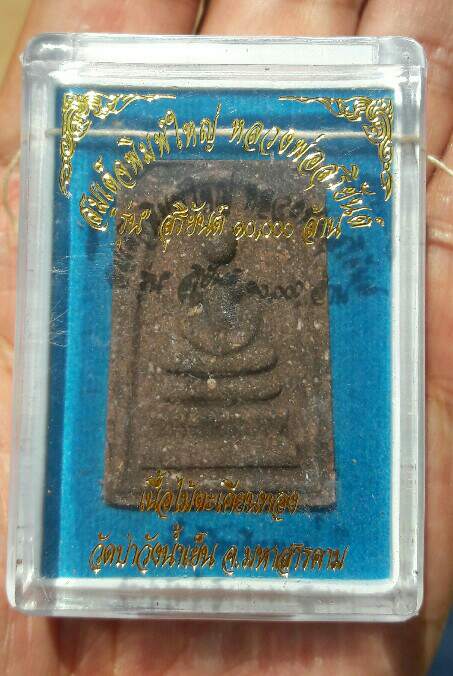 สมเด็จพิมพ์ใหญ่ หลวงพ่อสุริยันต์
"รุ่น" สุริยันต์ ๑๐,๐๐๐ ล้าน
เนื้อไม้ตะเคียนทอง
วัดป่าวังน้ำเย็น จ.มหาสารคาม